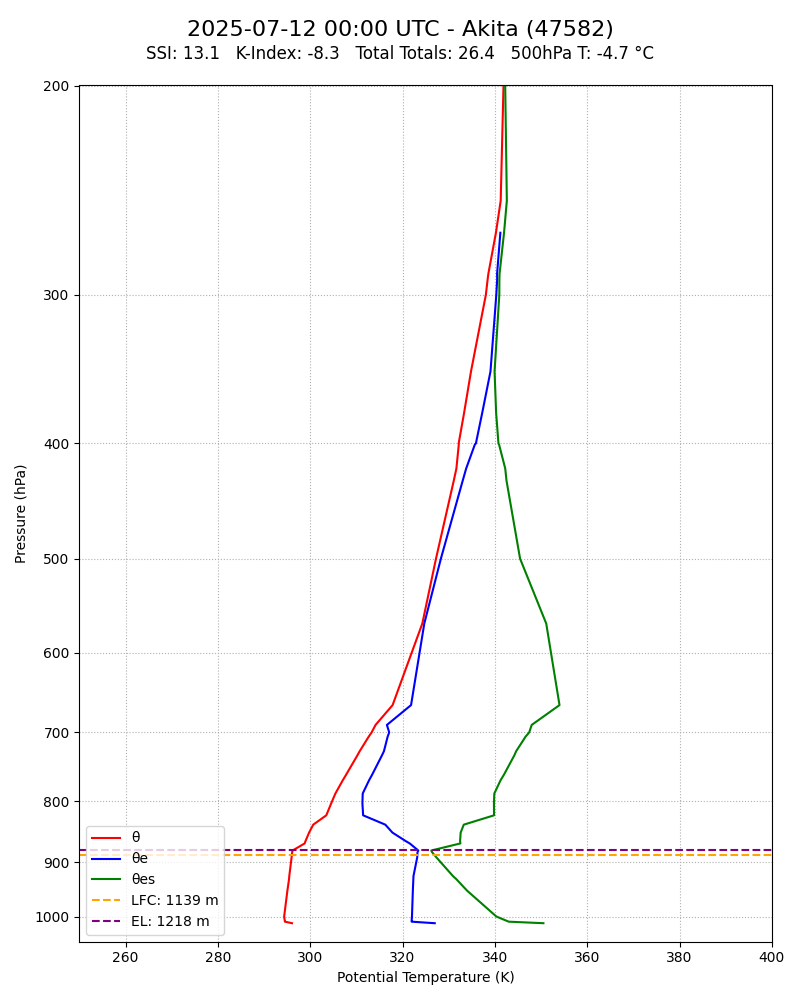 2025-07-12 00:00 UTC - Akita (47582)
SSI: 13.1 K-Index: -8.3 Total Totals: 26.4 500hPa T: -4.7 °C
200
300
400
500
600
700
800
900
1000
Pressure (hPa)
θ
θe
θes
LFC: 1139 m
EL: 1218 m
260 280 300 320 340 360 380 400
Potential Temperature (K)